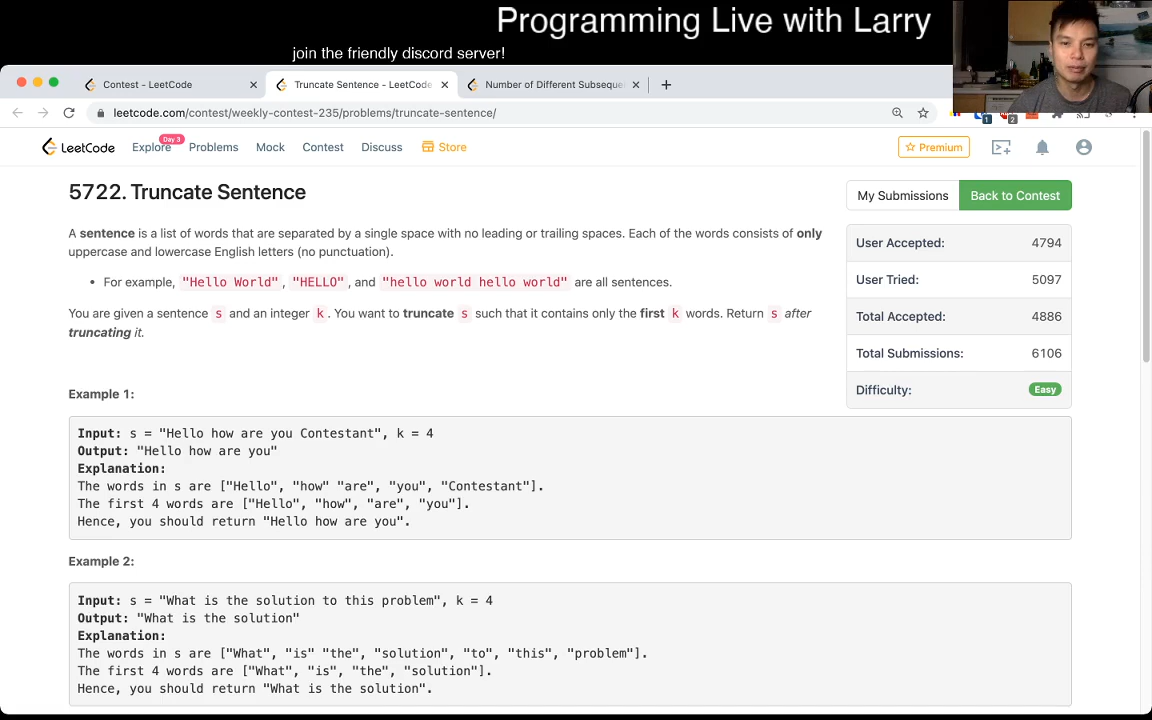 Programming Live with Larry
join the friendly discord server!
Contest - LeetCode
Truncate Sentence - LeetCode
Number of Different Subseque
leetcode.com/contest/weekly-contest-235/problems/truncate-sentence/
LeetCode
Explore
Day 3
Problems
Mock
Contest
Discuss
Store
Premium
5722. Truncate Sentence
My Submissions
Back to Contest
A sentence is a list of words that are separated by a single space with no leading or trailing spaces. Each of the words consists of only
uppercase and lowercase English letters (no punctuation).
• For example, "Hello World", "HELLO", and "hello world hello world" are all sentences.
You are given a sentence s and an integer k. You want to truncate s such that it contains only the first k words. Return s after
truncating it.
User Accepted: 4794
User Tried: 5097
Total Accepted: 4886
Total Submissions: 6106
Difficulty: Easy
Example 1:
Input: s = "Hello how are you Contestant", k = 4
Output: "Hello how are you"
Explanation:
The words in s are ["Hello", "how" "are", "you", "Contestant"].
The first 4 words are ["Hello", "how", "are", "you"].
Hence, you should return "Hello how are you".
Example 2:
Input: s = "What is the solution to this problem", k = 4
Output: "What is the solution"
Explanation:
The words in s are ["What", "is" "the", "solution", "to", "this", "problem"].
The first 4 words are ["What", "is", "the", "solution"].
Hence, you should return "What is the solution".